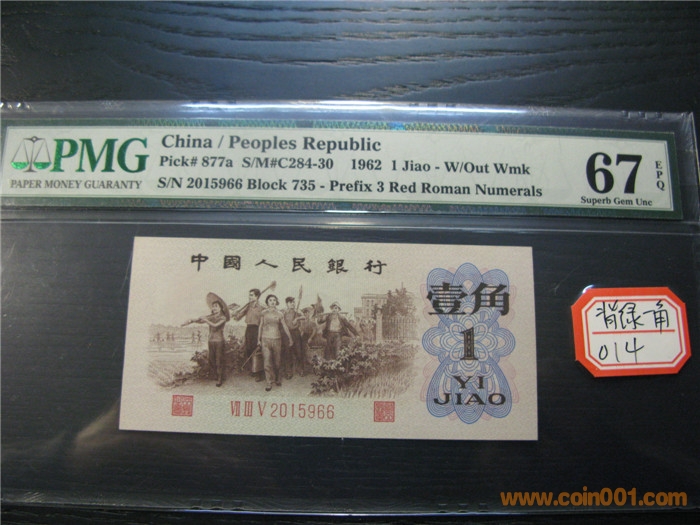 PMG
PAPER MONEY GUARANTY
China / Peoples Republic
Pick# 877a S/M#C284-30 1962 1 Jiao - W/Out Wmk
S/N 2015966 Block 735 - Prefix 3 Red Roman Numerals
67 EPQ
Superb Gem Unc
中國人民銀行
壹角
1
YI
JIAO
VII III V 2015966
背绿一角
014
www.coin001.com